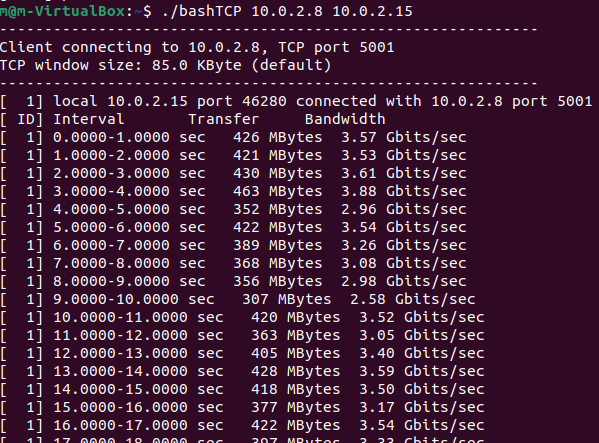 m@m-VirtualBox:~$ ./bashTCP 10.0.2.8 10.0.2.15
------------------------------------------------------------
Client connecting to 10.0.2.8, TCP port 5001
TCP window size: 85.0 KByte (default)
------------------------------------------------------------
[  1] local 10.0.2.15 port 46280 connected with 10.0.2.8 port 5001
[ ID] Interval       Transfer     Bandwidth
[  1] 0.0000-1.0000 sec   426 MBytes  3.57 Gbits/sec
[  1] 1.0000-2.0000 sec   421 MBytes  3.53 Gbits/sec
[  1] 2.0000-3.0000 sec   430 MBytes  3.61 Gbits/sec
[  1] 3.0000-4.0000 sec   463 MBytes  3.88 Gbits/sec
[  1] 4.0000-5.0000 sec   352 MBytes  2.96 Gbits/sec
[  1] 5.0000-6.0000 sec   422 MBytes  3.54 Gbits/sec
[  1] 6.0000-7.0000 sec   389 MBytes  3.26 Gbits/sec
[  1] 7.0000-8.0000 sec   368 MBytes  3.08 Gbits/sec
[  1] 8.0000-9.0000 sec   356 MBytes  2.98 Gbits/sec
[  1] 9.0000-10.0000 sec   307 MBytes  2.58 Gbits/sec
[  1] 10.0000-11.0000 sec   420 MBytes  3.52 Gbits/sec
[  1] 11.0000-12.0000 sec   363 MBytes  3.05 Gbits/sec
[  1] 12.0000-13.0000 sec   405 MBytes  3.40 Gbits/sec
[  1] 13.0000-14.0000 sec   428 MBytes  3.59 Gbits/sec
[  1] 14.0000-15.0000 sec   418 MBytes  3.50 Gbits/sec
[  1] 15.0000-16.0000 sec   377 MBytes  3.17 Gbits/sec
[  1] 16.0000-17.0000 sec   422 MBytes  3.54 Gbits/sec
[  1] 17.0000-18.0000 sec   397 MBytes  3.33 Gbits/sec